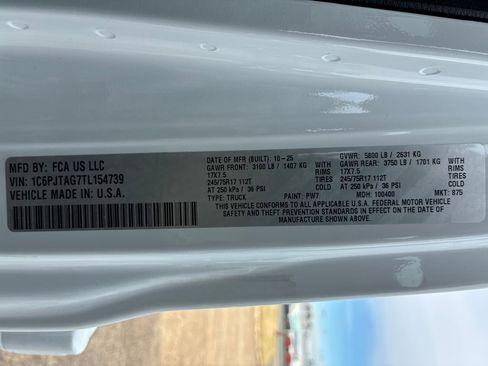 MFD BY: FCA US LLC
VIN: 1C6PJTAG7TL154739
VEHICLE MADE IN: U.S.A.
DATE OF MFR (BUILT): 10-25
GAWR FRONT: 3100 LB / 1407 KG WITH
17X7.5 RIMS
245/75R17 112T TIRES
AT 250 kPa / 36 PSI COLD
TYPE: TRUCK PAINT: PW7
GVWR: 5800 LB / 2631 KG
GAWR REAR: 3750 LB / 1701 KG WITH
17X7.5 RIMS
245/75R17 112T TIRES
AT 250 kPa / 36 PSI COLD
MDH: 100400 MKT: 875
THIS VEHICLE CONFORMS TO ALL APPLICABLE U.S.A. FEDERAL MOTOR VEHICLE
SAFETY AND THEFT PREVENTION STANDARDS IN EFFECT ON THE DATE OF
MANUFACTURE SHOWN ABOVE.